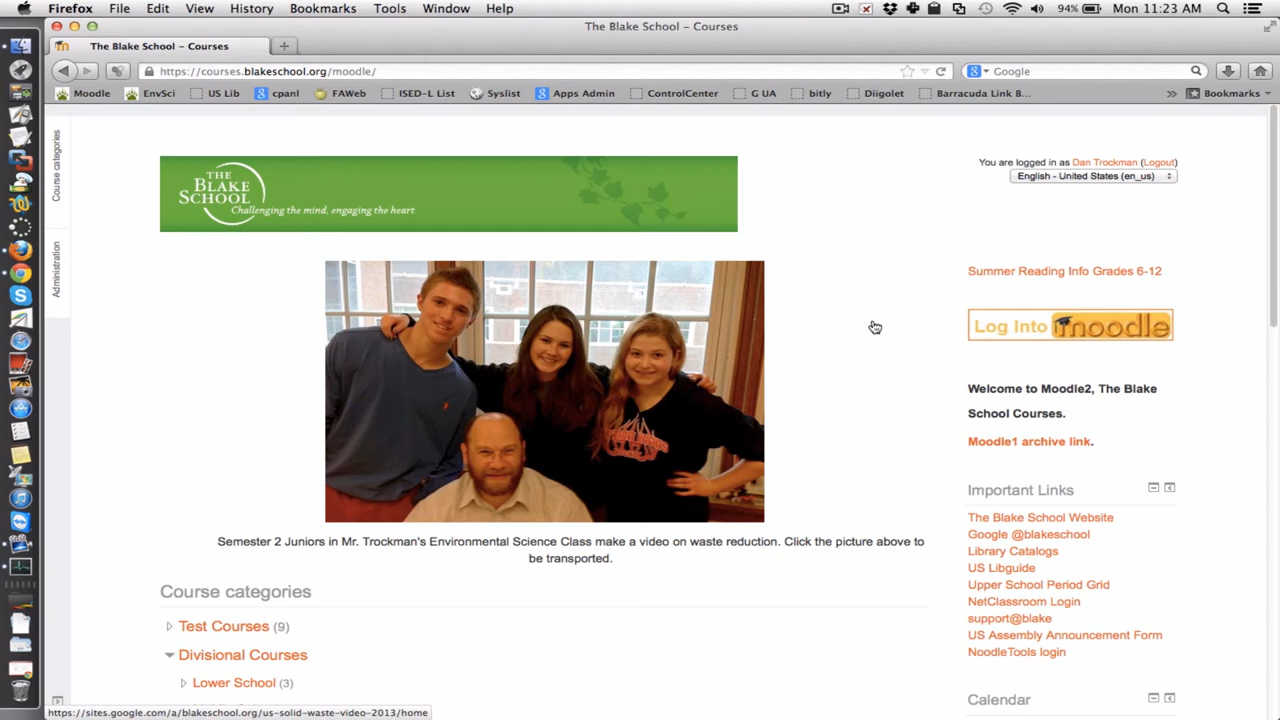 Firefox File Edit View History Bookmarks Tools Window Help 94% Mon 11:23 AM
The Blake School – Courses
The Blake School – Courses
https://courses.blakeschool.org/moodle/
Google
Moodle EnvSci US Lib cpanl FAWeb ISED-L List Syslist Apps Admin ControlCenter G UA bitly Diigolet Barracuda Link B... Bookmarks
Course categories
Administration
THE
BLAKE
SCHOOL
Challenging the mind, engaging the heart
You are logged in as Dan Trockman (Logout)
English - United States (en_us)
Summer Reading Info Grades 6-12
Log Into moodle
Welcome to Moodle2, The Blake
School Courses.
Moodle1 archive link.
Semester 2 Juniors in Mr. Trockman's Environmental Science Class make a video on waste reduction. Click the picture above to
be transported.
Course categories
Test Courses (9)
Divisional Courses
Lower School (3)
Important Links
The Blake School Website
Google @blakeschool
Library Catalogs
US Libguide
Upper School Period Grid
NetClassroom Login
support@blake
US Assembly Announcement Form
NoodleTools login
Calendar
https://sites.google.com/a/blakeschool.org/us-solid-waste-video-2013/home